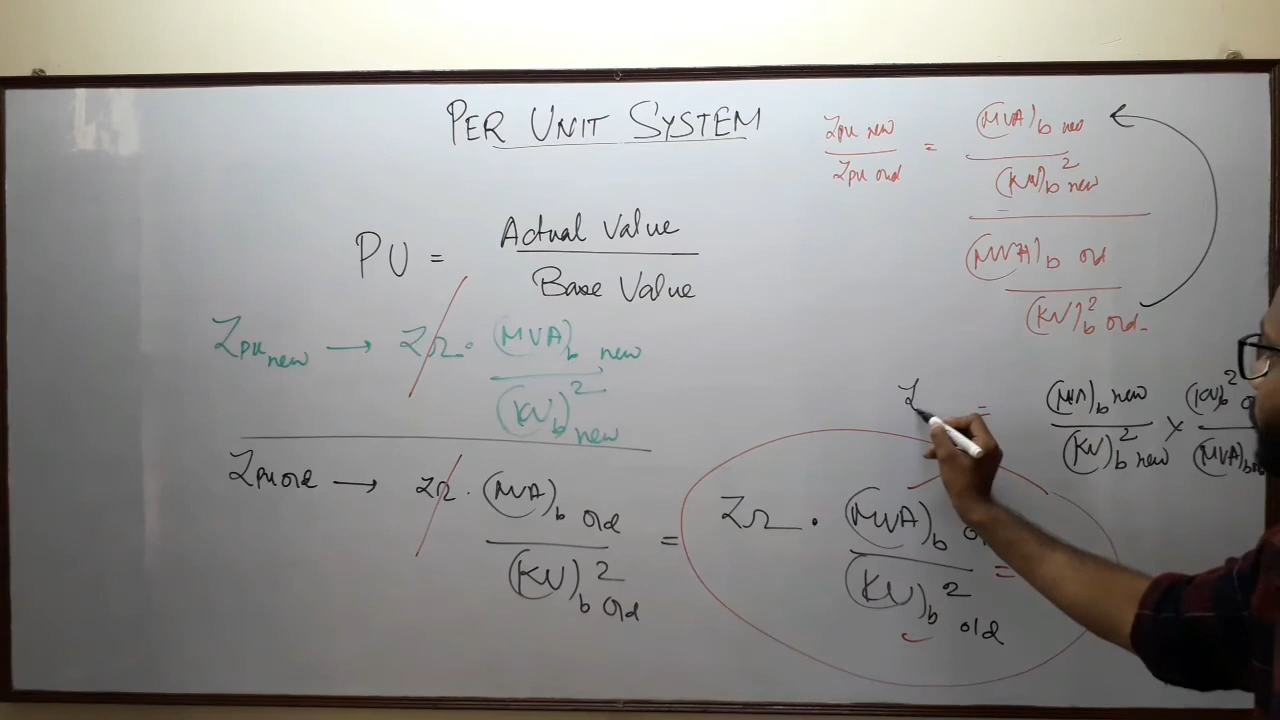 PER UNIT SYSTEM
PU = Actual Value
Base Value
Zpu new → ZΩ · (MVA)b new
(KV)b² new
Zpu old → ZΩ · (MVA)b old
(KV)b² old
= ZΩ · (MVA)b
(KV)b² old
=
Zpu new = (MVA)b new
Zpu old (KV)b² new
(MVA)b old
(KV)b² old
Z = (MVA)b new × (KV)b²
(KV)b² new (MVA)b